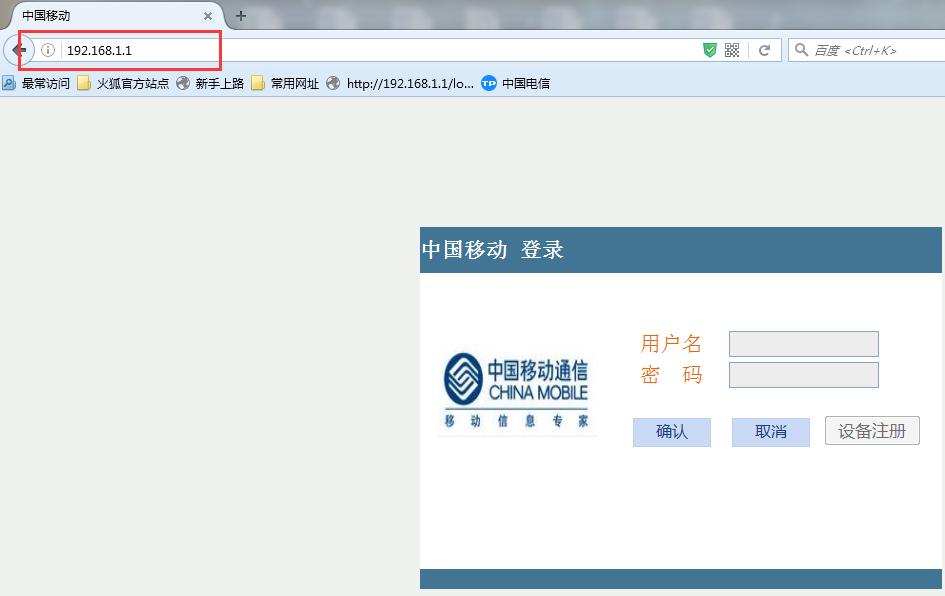 中国移动
192.168.1.1
百度 <Ctrl+K>
最常访问 火狐官方站点 新手上路 常用网址 http://192.168.1.1/lo... TP 中国电信
中国移动 登录
用户名
密 码
中国移动通信
CHINA MOBILE
移 动 信 息 专 家
确认 取消 设备注册